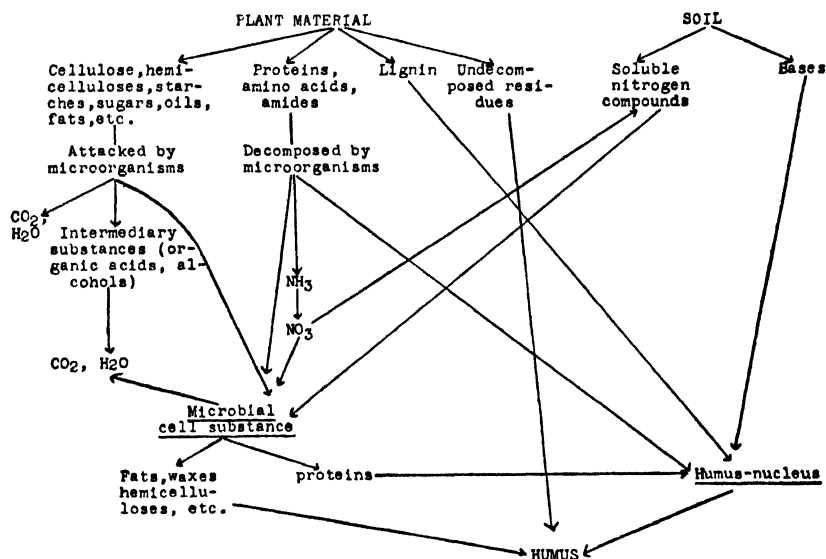 PLANT MATERIAL
SOIL
Cellulose,hemi-
celluloses,star-
ches,sugars,oils,
fats,etc.
Proteins,
amino acids,
amides
Lignin
Undecom-
posed resi-
dues
Soluble
nitrogen
compounds
Bases
Attacked by
microorganisms
Decomposed by
microorganisms
CO2,
H2O
Intermediary
substances (or-
ganic acids, al-
cohols)
NH3
NO3
CO2, H2O
Microbial
cell substance
Fats,waxes
hemicellu-
loses, etc.
proteins
Humus-nucleus
HUMUS